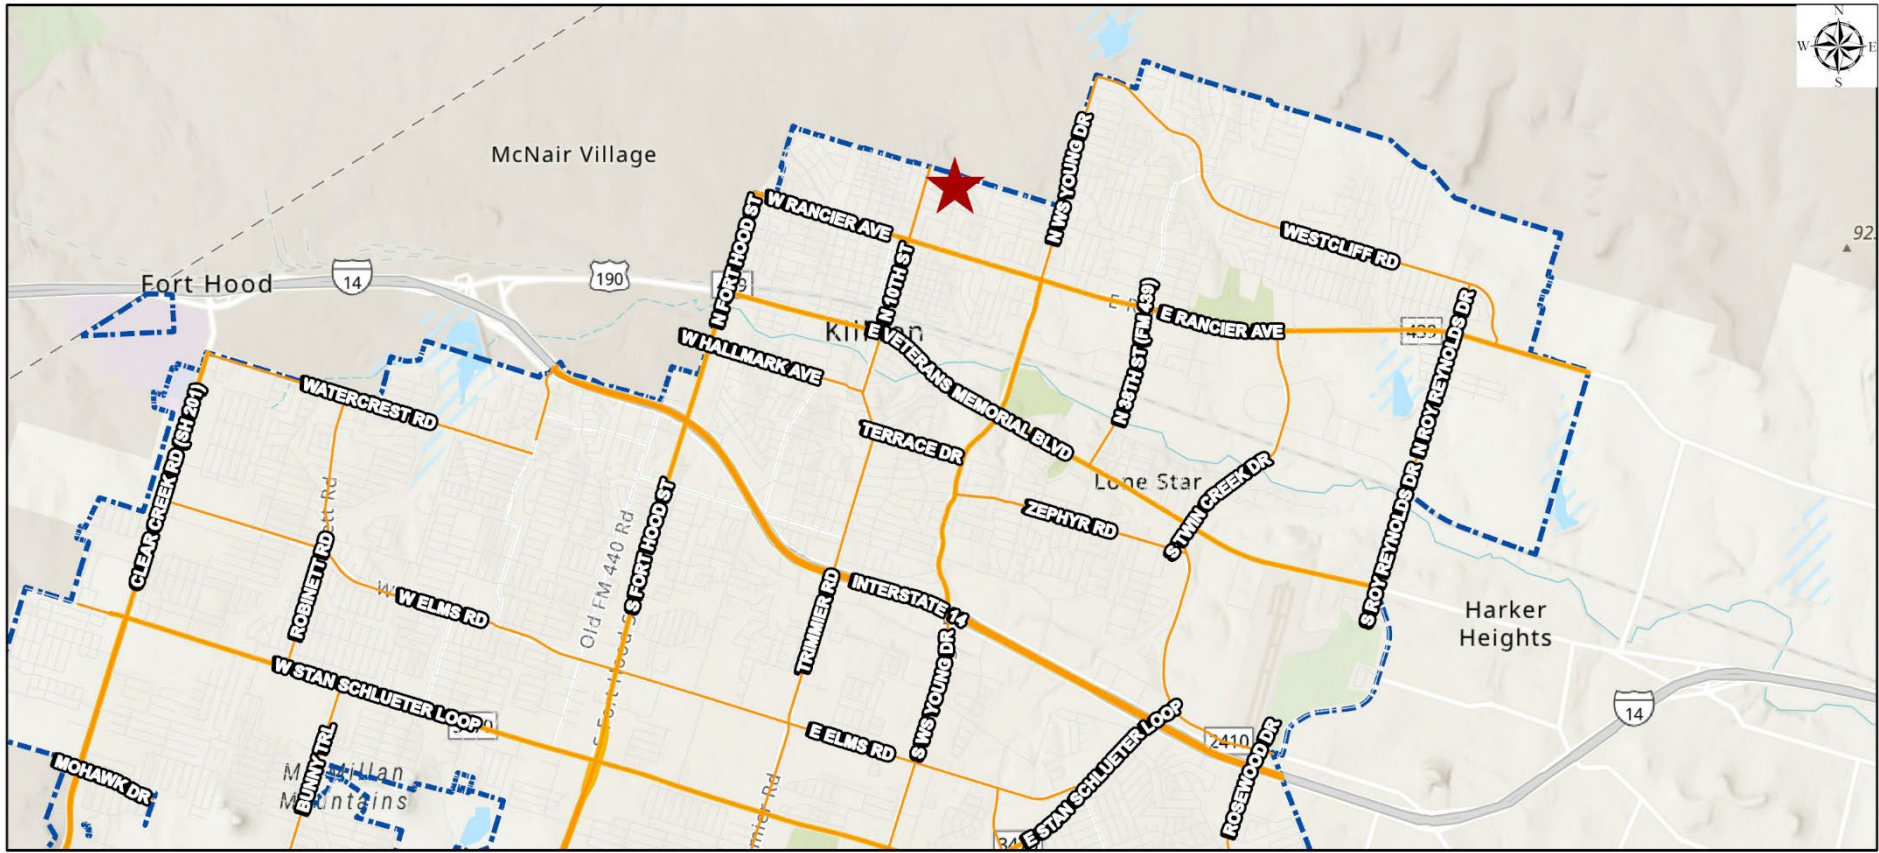 N
W E
S
McNair Village
N WS YOUNG DR
W RANCIER AVE
N FORT HOOD ST
WESTCLIFF RD
92
Fort Hood
14
190
N 10TH ST
N 38TH ST (FM 439)
E RANCIER AVE
439
N ROY REYNOLDS DR
W HALLMARK AVE
E VETERANS MEMORIAL BLVD
WATERCREST RD
CLEAR CREEK RD (SH 201)
TERRACE DR
Lone Star
S TWIN CREEK DR
ZEPHYR RD
S ROY REYNOLDS DR
Old FM 440 Rd
S FORT HOOD ST
ROBINETT RD
W ELMS RD
TRIMMIER RD
INTERSTATE 14
Harker
Heights
W STAN SCHLUETER LOOP
S WS YOUNG DR
E ELMS RD
E STAN SCHLUETER LOOP
2410
ROSEWOOD DR
14
MOHAWK DR
BUNNY TRL